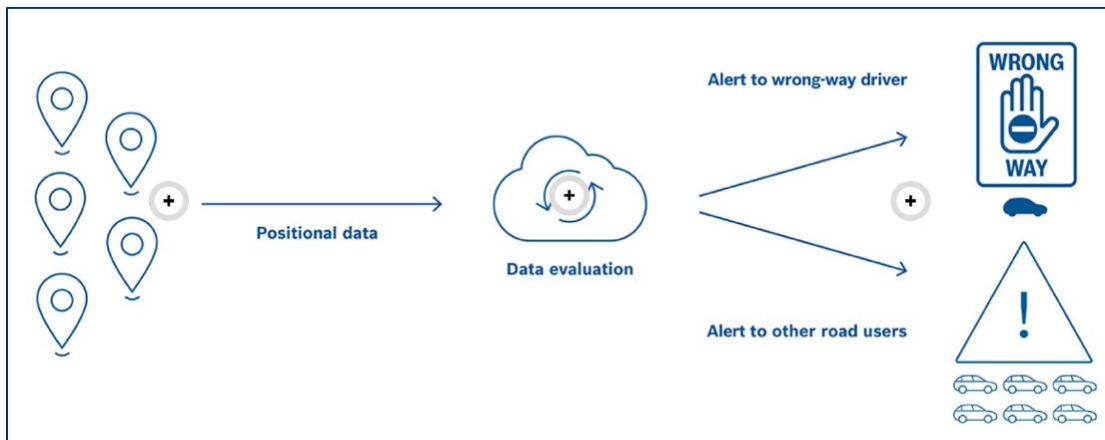 Positional data
Data evaluation
Alert to wrong-way driver
WRONG
WAY
Alert to other road users
!